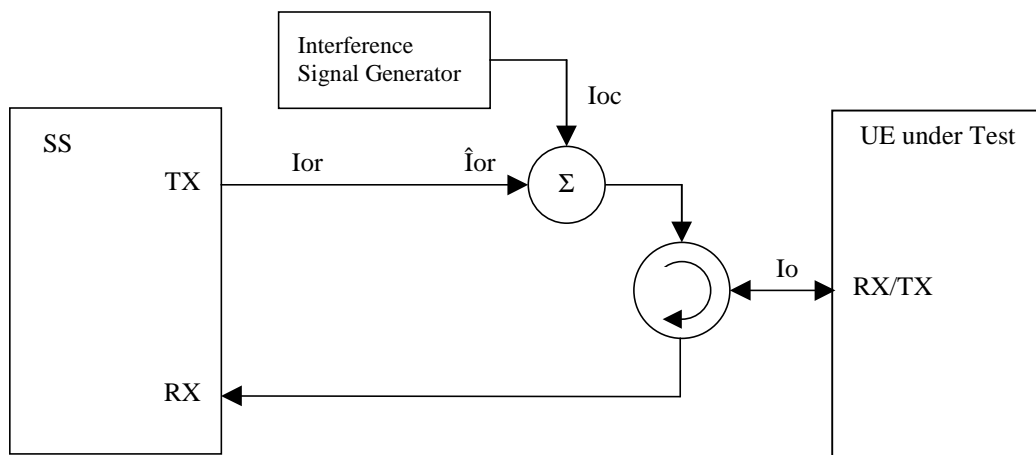 Interference
Signal Generator
Ioc
SS
UE under Test
TX
Ior
Îor
Σ
Io
RX/TX
RX